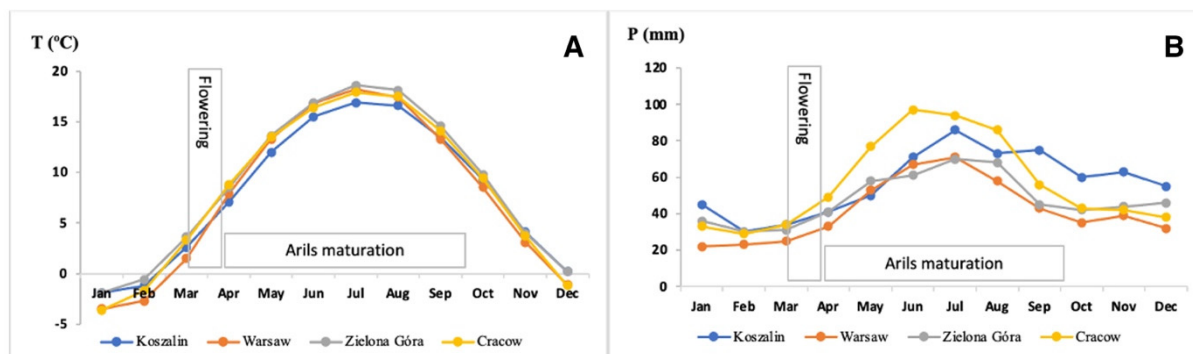 T (ºC)
A
20
15
10
5
0
-5
Flowering
Arils maturation
Jan Feb Mar Apr May Jun Jul Aug Sep Oct Nov Dec
Koszalin Warsaw Zielona Góra Cracow
P (mm)
B
120
100
80
60
40
20
0
Flowering
Arils maturation
Jan Feb Mar Apr May Jun Jul Aug Sep Oct Nov Dec
Koszalin Warsaw Zielona Góra Cracow